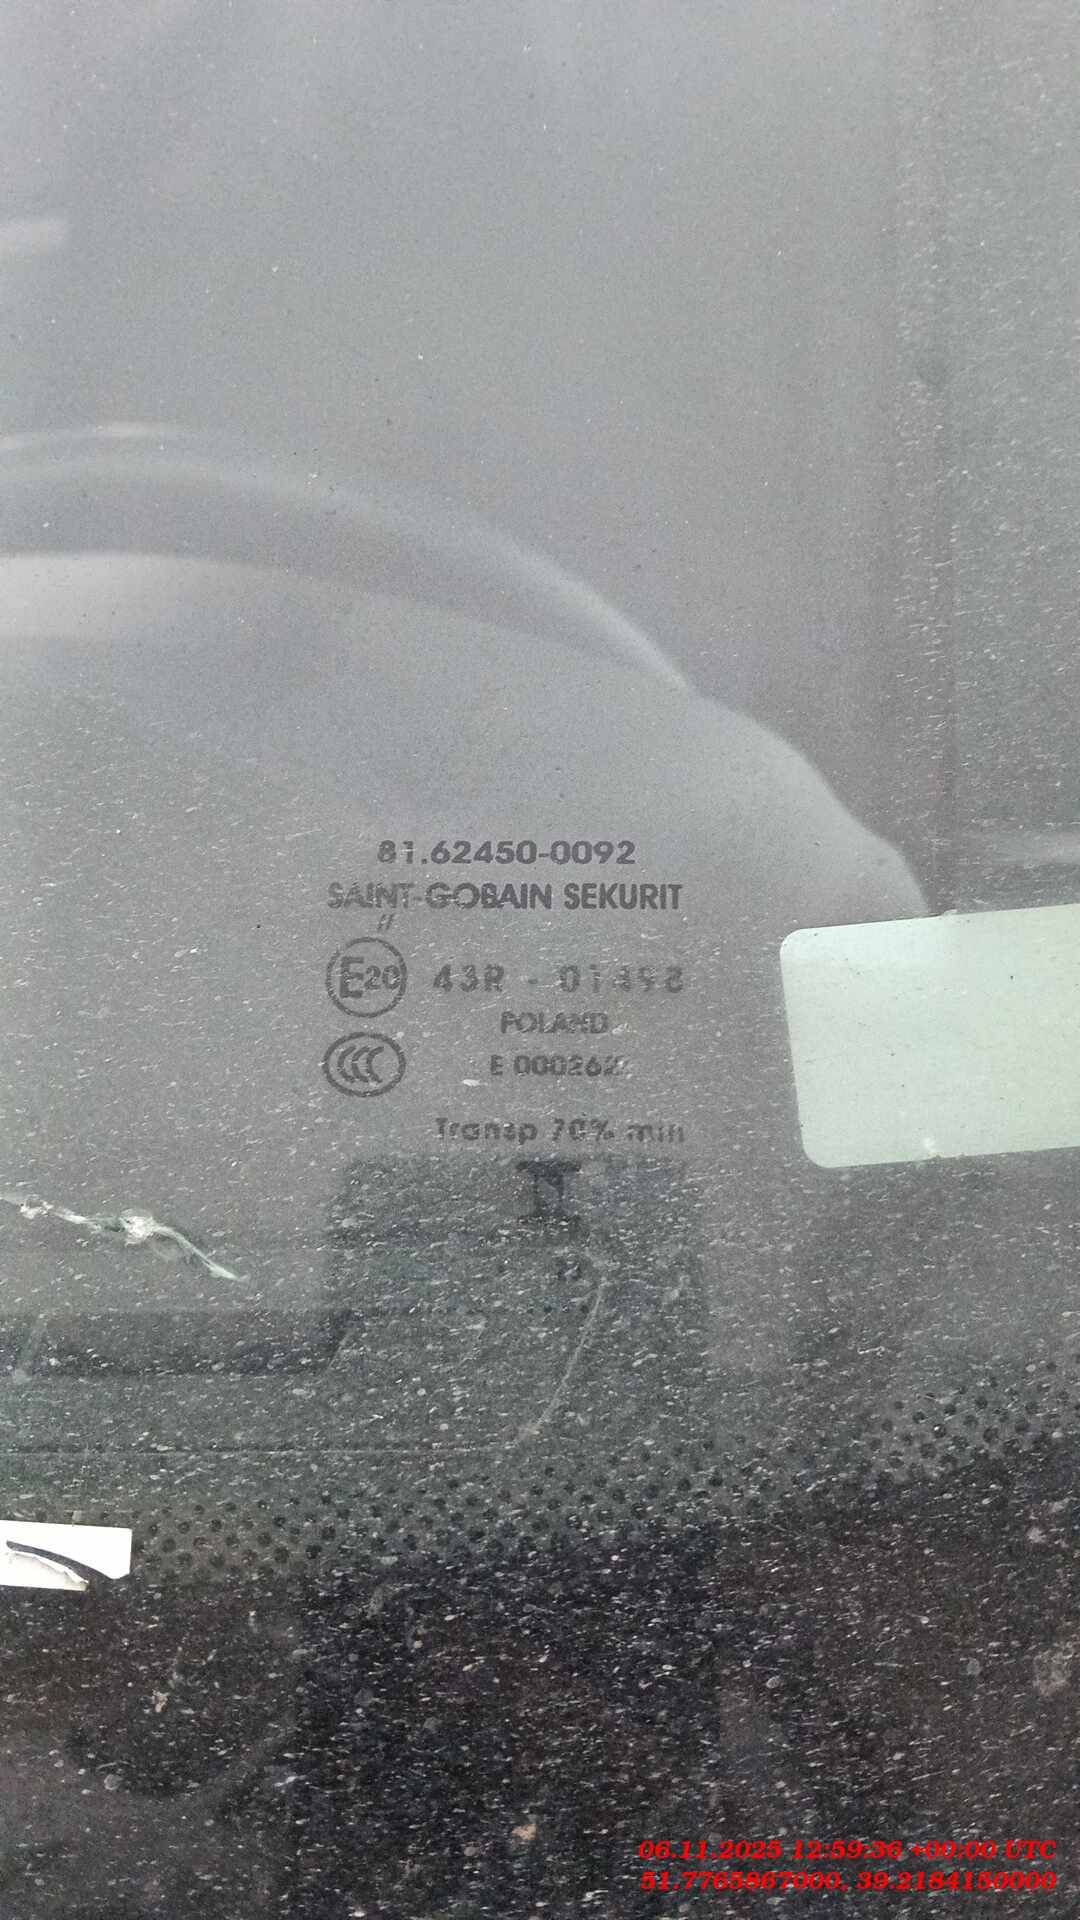 81.62450-0092
SAINT-GOBAIN SEKURIT
//
E20 43R - 01498
POLAND
CCC E 000262
Transp 70% min
06.11.2025 12:59:36 +00:00 UTC
51.7765867000, 39.2184150000